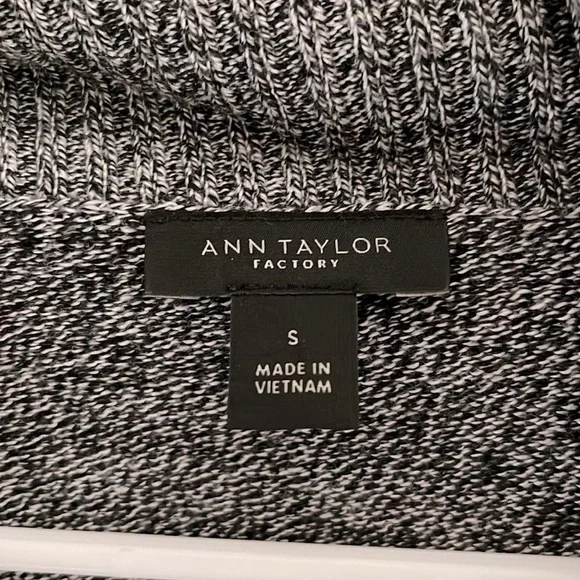 ANN TAYLOR
FACTORY
S
MADE IN
VIETNAM